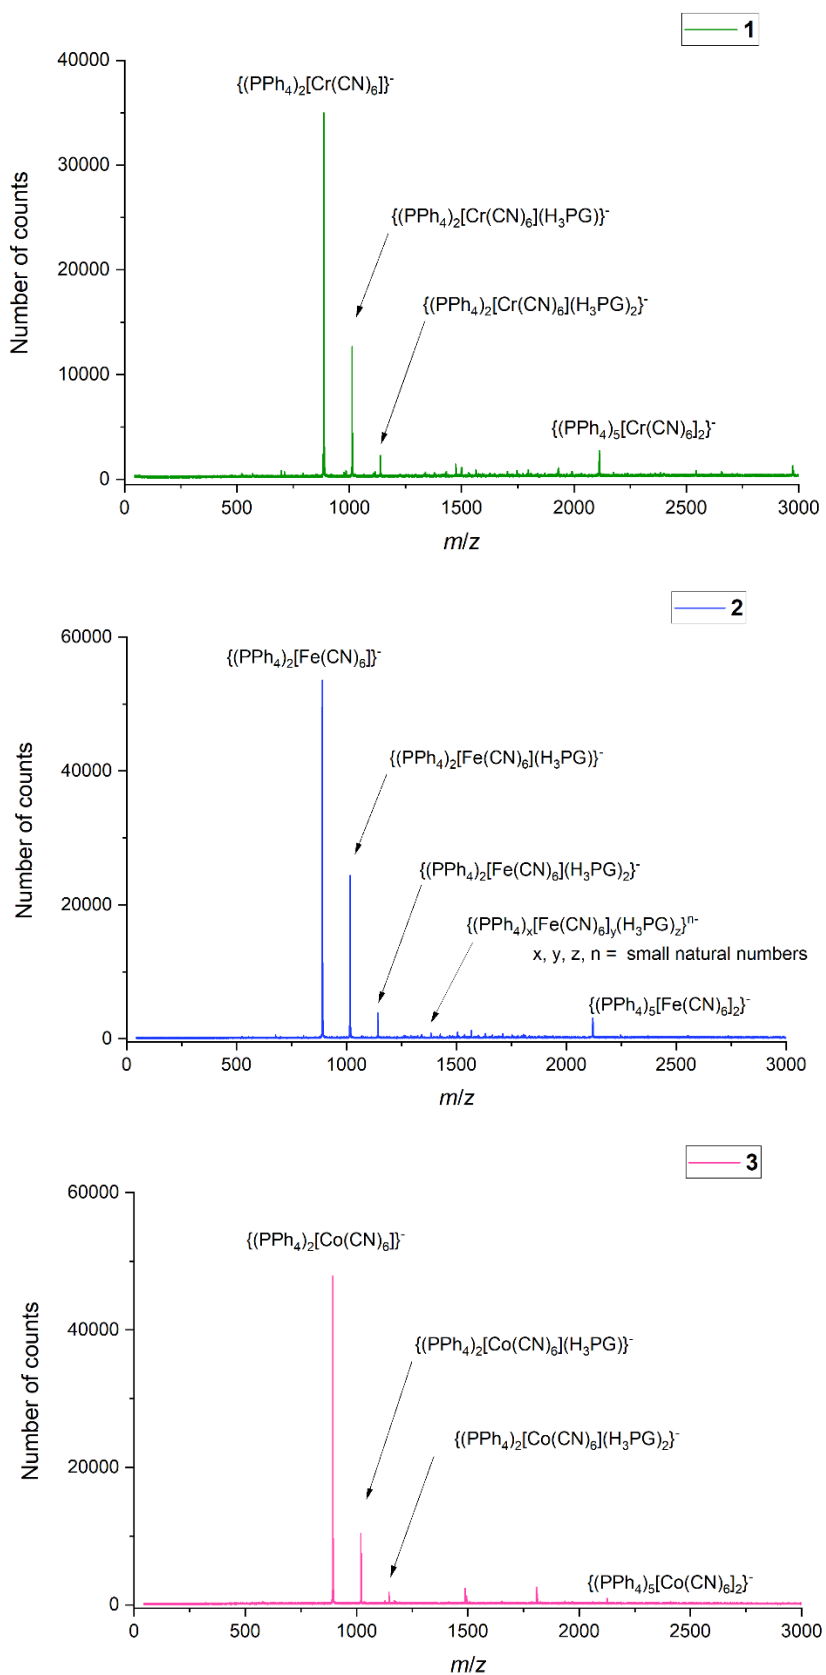 1
40000
{(PPh₄)₂[Cr(CN)₆]}⁻
30000
{(PPh₄)₂[Cr(CN)₆](H₃PG)}⁻
Number of counts
20000
{(PPh₄)₂[Cr(CN)₆](H₃PG)₂}⁻
10000
{(PPh₄)₅[Cr(CN)₆]₂}⁻
0
0 500 1000 1500 2000 2500 3000
m/z
2
60000
{(PPh₄)₂[Fe(CN)₆]}⁻
{(PPh₄)₂[Fe(CN)₆](H₃PG)}⁻
40000
Number of counts
{(PPh₄)₂[Fe(CN)₆](H₃PG)₂}⁻
20000
{(PPh₄)ₓ[Fe(CN)₆]ᵧ(H₃PG)z}ⁿ⁻
x, y, z, n = small natural numbers
{(PPh₄)₅[Fe(CN)₆]₂}⁻
0
0 500 1000 1500 2000 2500 3000
m/z
3
60000
{(PPh₄)₂[Co(CN)₆]}⁻
40000
Number of counts
{(PPh₄)₂[Co(CN)₆](H₃PG)}⁻
{(PPh₄)₂[Co(CN)₆](H₃PG)₂}⁻
20000
{(PPh₄)₅[Co(CN)₆]₂}⁻
0
0 500 1000 1500 2000 2500 3000
m/z